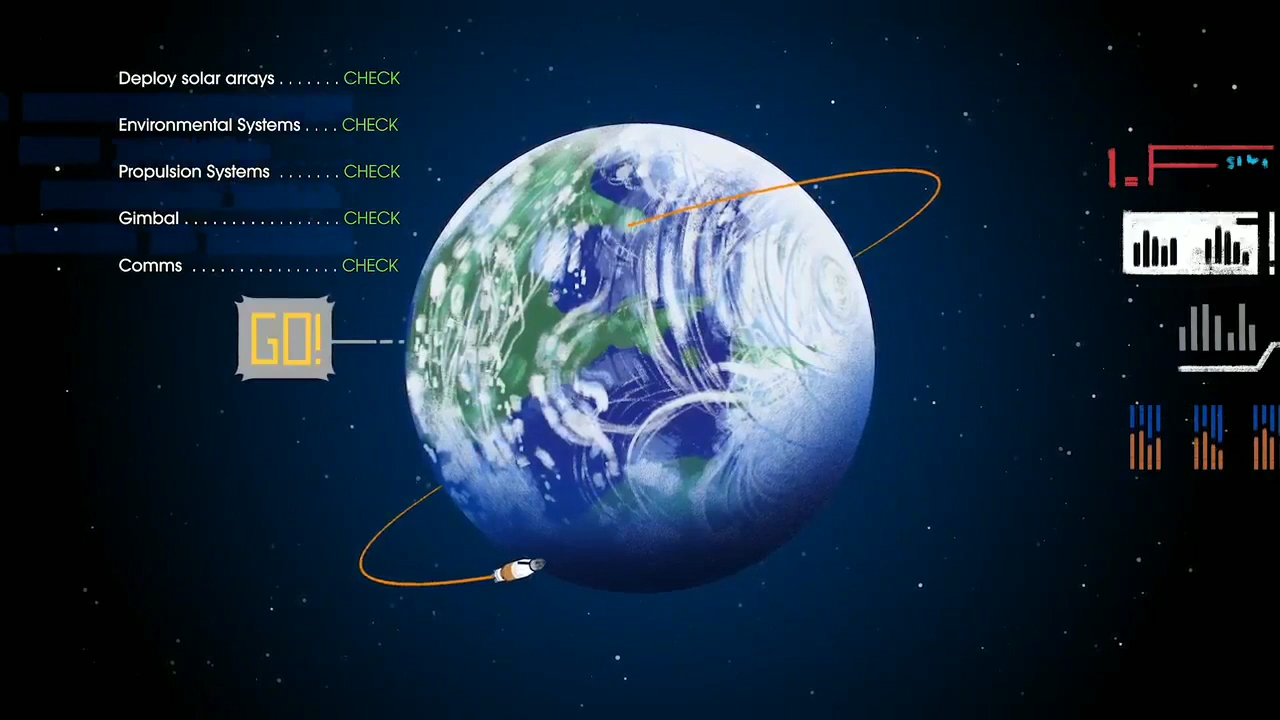 Deploy solar arrays ....... CHECK
Environmental Systems .... CHECK
Propulsion Systems ....... CHECK
Gimbal ................. CHECK
Comms ................ CHECK
GO!